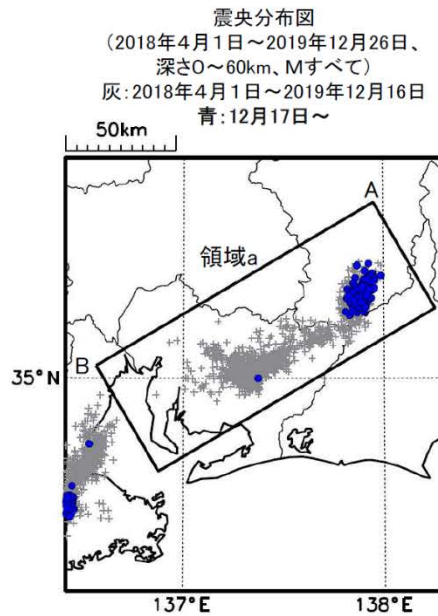 震央分布図
(2018年4月1日~2019年12月26日、
深さ0~60km、Mすべて)
灰:2018年4月1日~2019年12月16日
青:12月17日~
50km
A
領域a
B
35°N
137°E
138°E